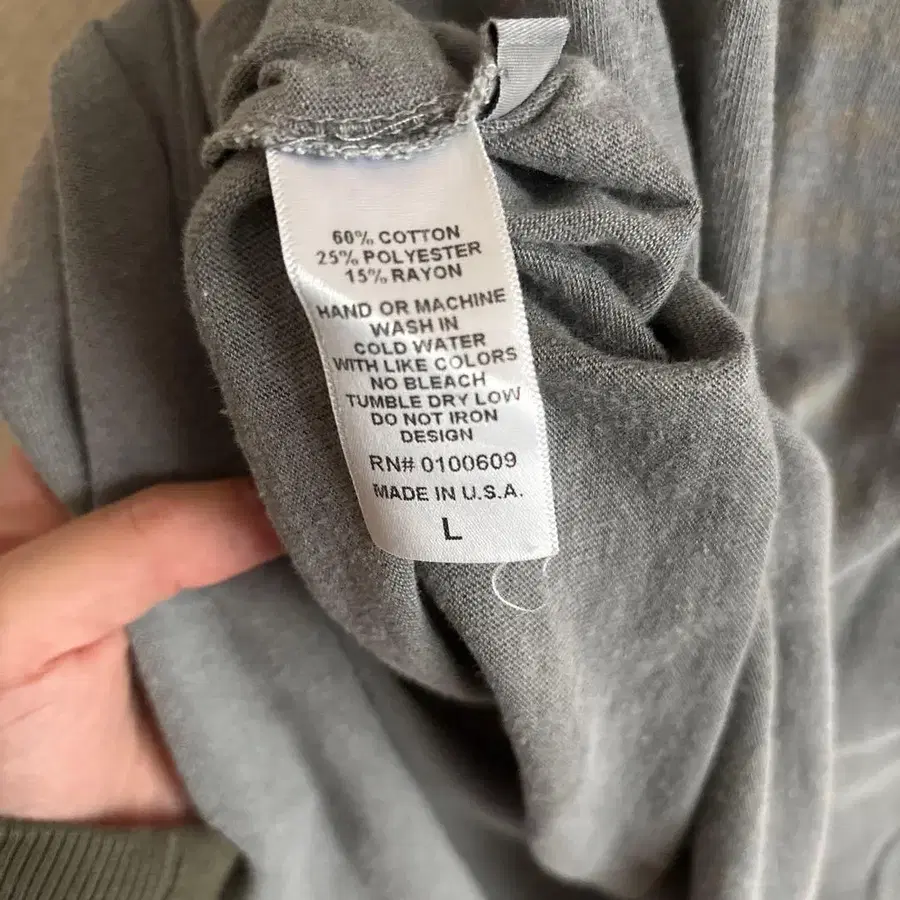 60% COTTON
25% POLYESTER
15% RAYON
HAND OR MACHINE
WASH IN
COLD WATER
WITH LIKE COLORS
NO BLEACH
TUMBLE DRY LOW
DO NOT IRON
DESIGN
RN# 0100609
MADE IN U.S.A.
L